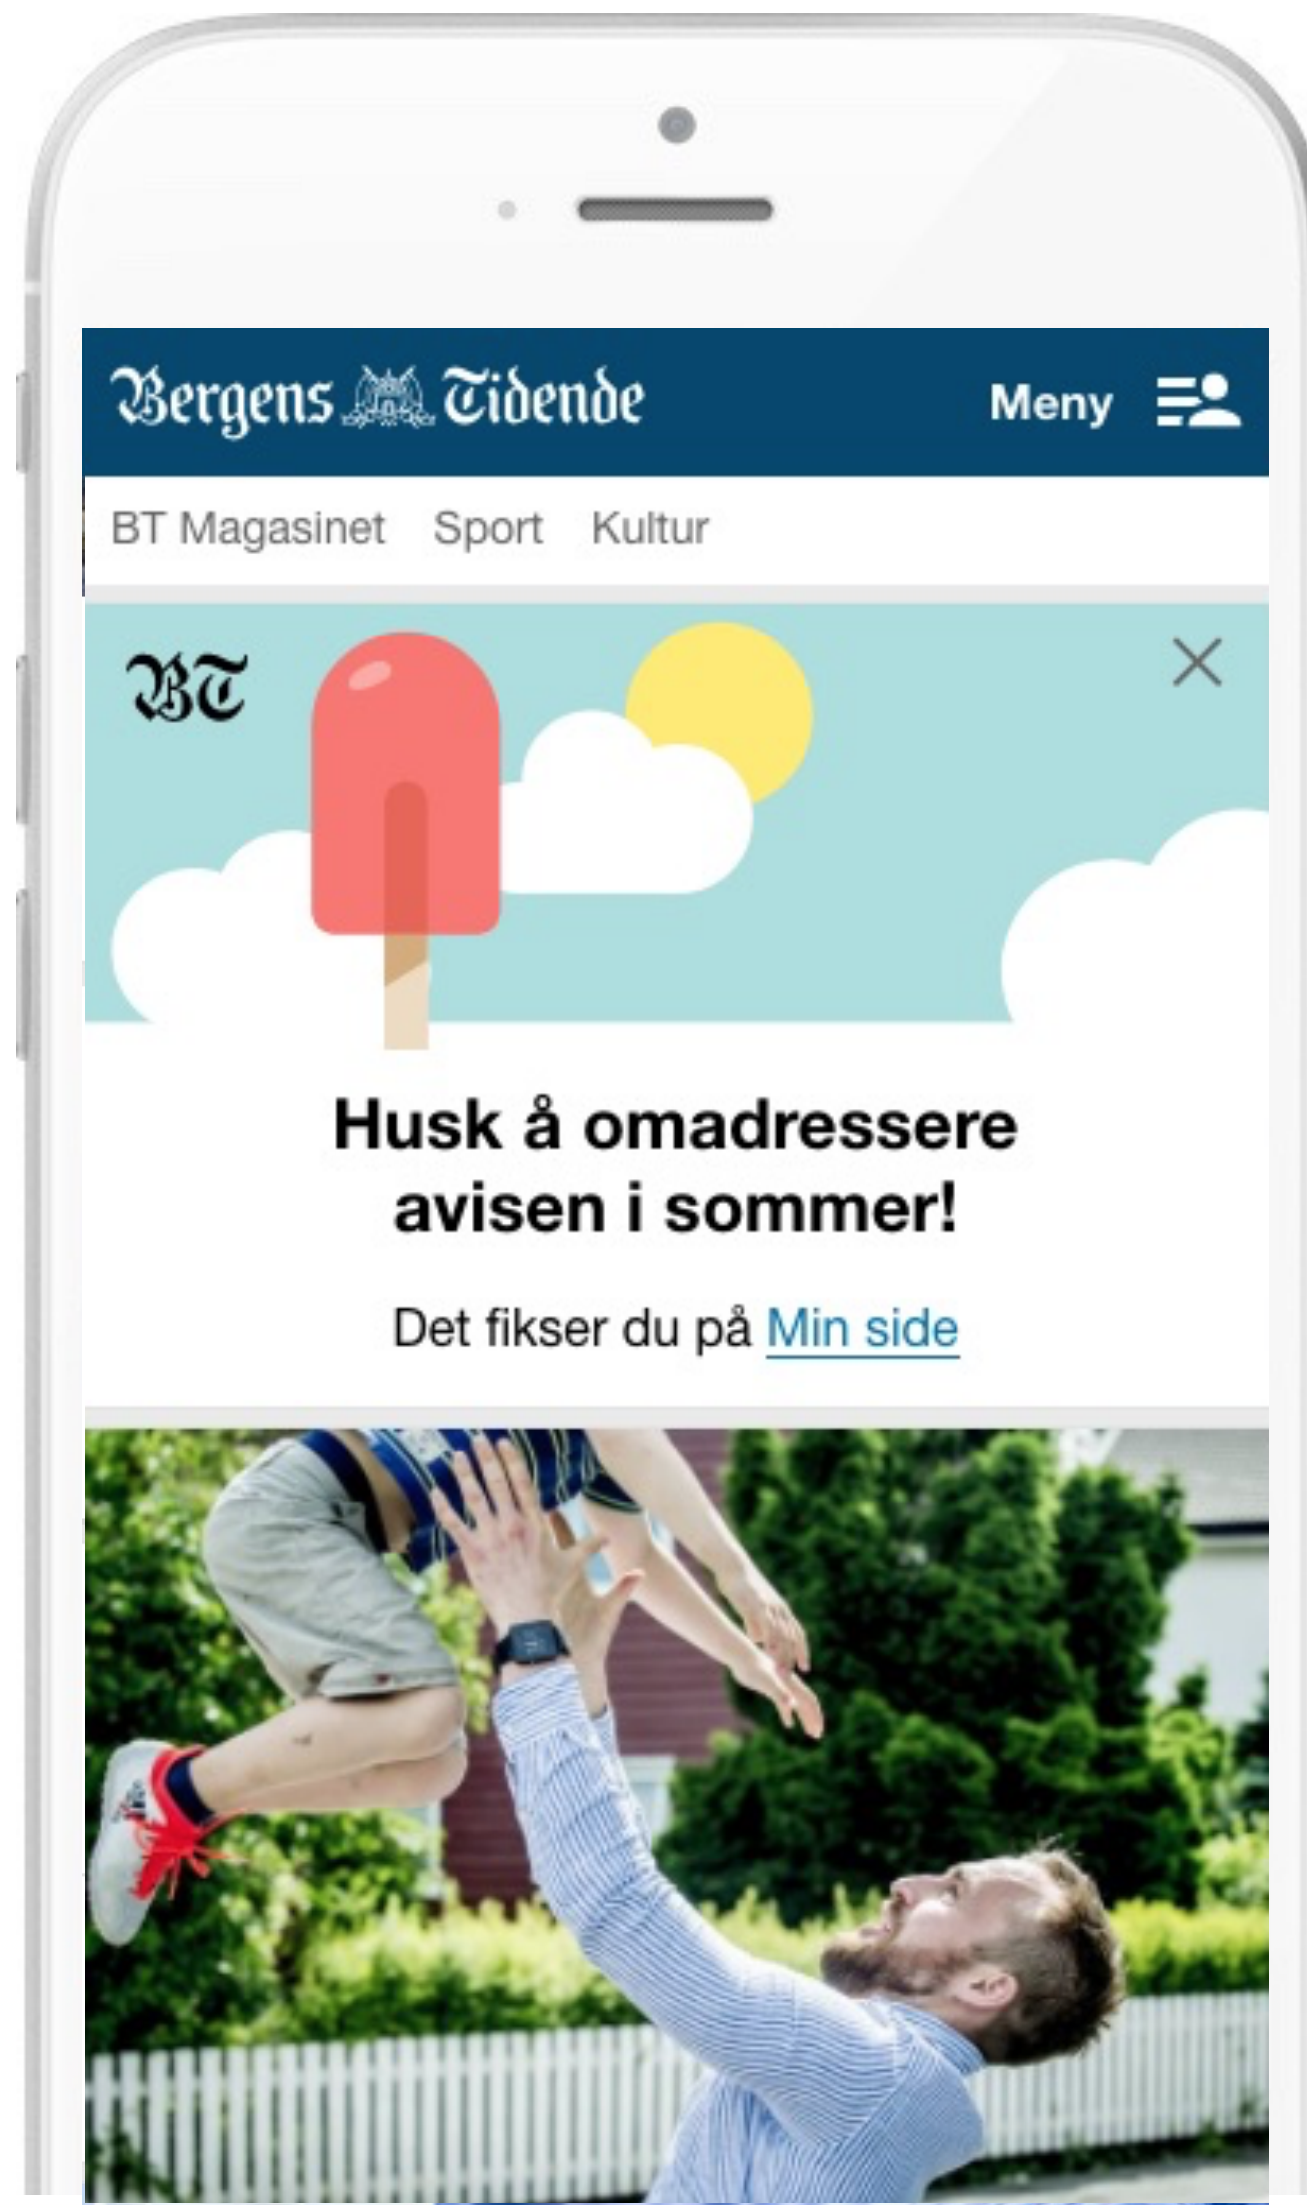 Bergens Tidende
Meny
BT Magasinet Sport Kultur
BT
Husk å omadressere
avisen i sommer!
Det fikser du på Min side